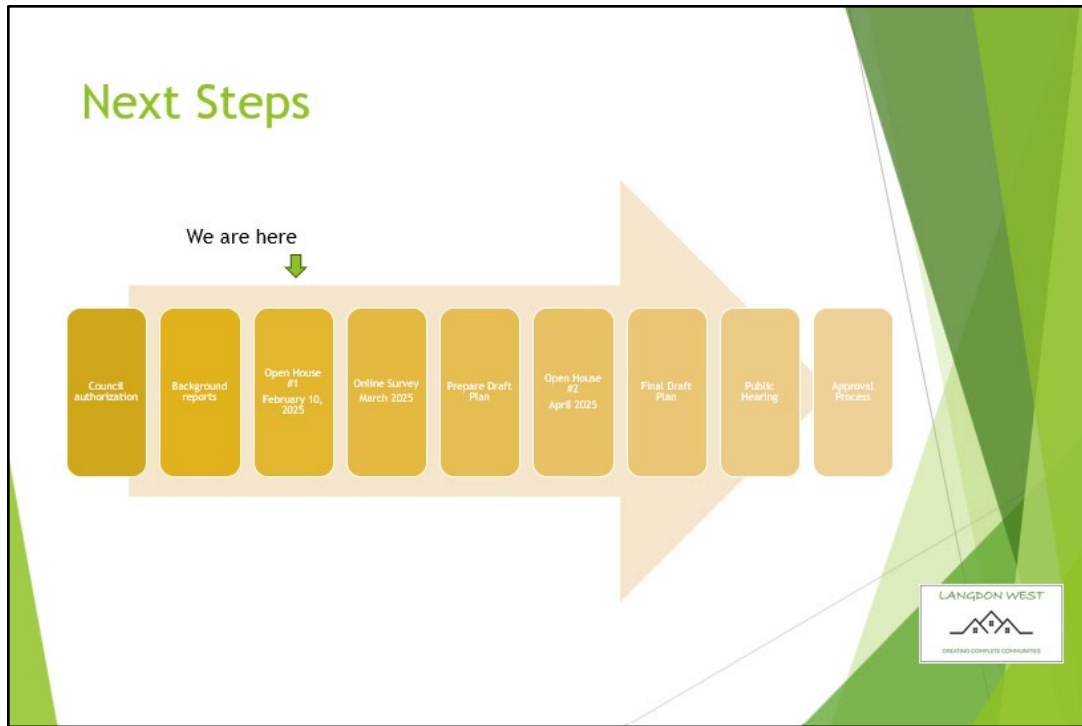 Next Steps
We are here
Council
authorization
Background
reports
Open House
#1
February 10,
2025
Online Survey
March 2025
Prepare Draft
Plan
Open House
#2
April 2025
Final Draft
Plan
Public
Hearing
Approval
Process
LANGDON WEST
CREATING COMPLETE COMMUNITIES